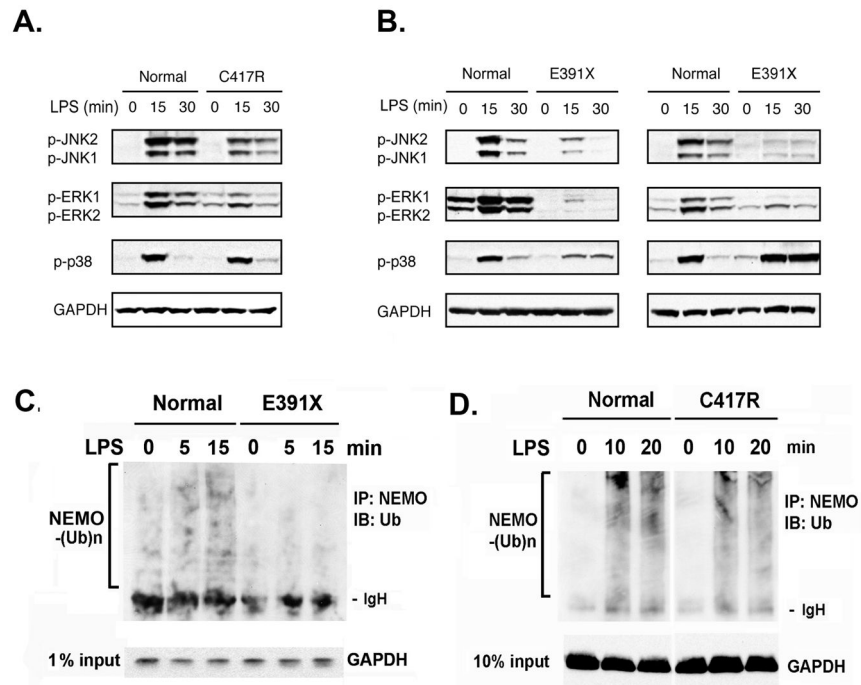 A.
Normal C417R
LPS (min) 0 15 30 0 15 30
p-JNK2
p-JNK1
p-ERK1
p-ERK2
p-p38
GAPDH
B.
Normal E391X Normal E391X
LPS (min) 0 15 30 0 15 30 0 15 30 0 15 30
p-JNK2
p-JNK1
p-ERK1
p-ERK2
p-p38
GAPDH
C.
Normal E391X
LPS 0 5 15 0 5 15 min
NEMO
-(Ub)n
IP: NEMO
IB: Ub
- IgH
1% input GAPDH
D.
Normal C417R
LPS 0 10 20 0 10 20 min
NEMO
-(Ub)n
IP: NEMO
IB: Ub
- IgH
10% input GAPDH